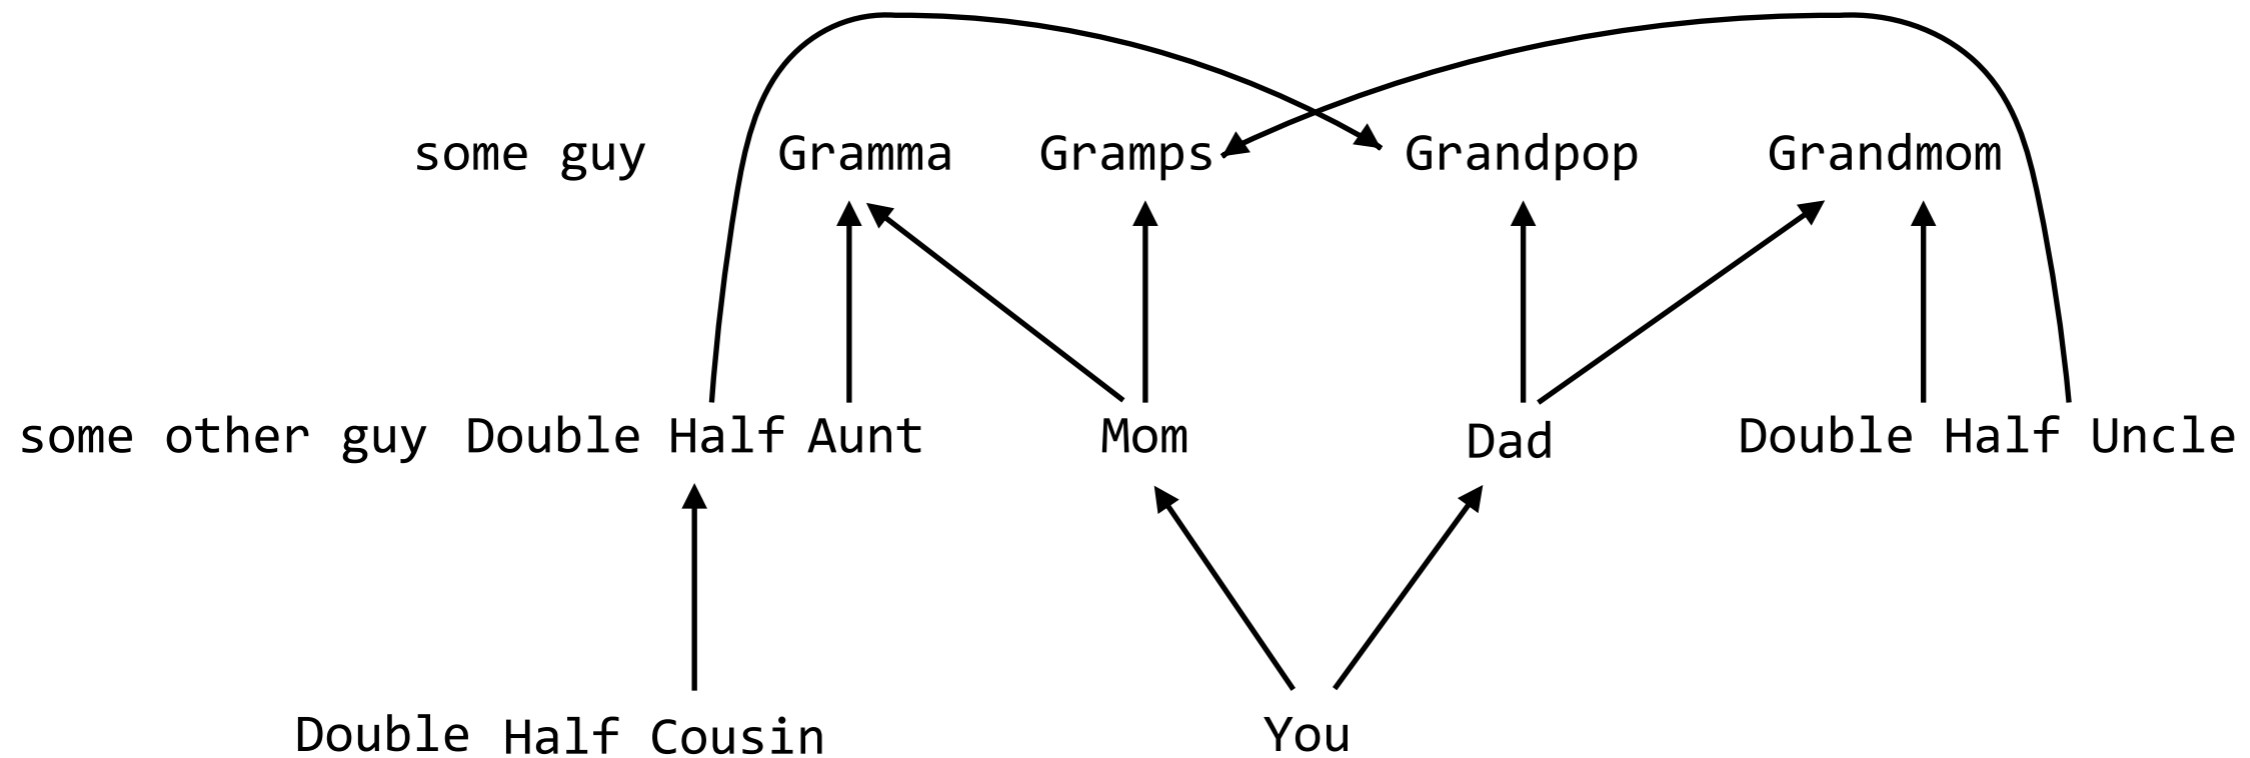 some guy Gramma Gramps Grandpop Grandmom
some other guy Double Half Aunt Mom Dad Double Half Uncle
Double Half Cousin You